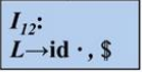 I₁₂:
L→id · , $